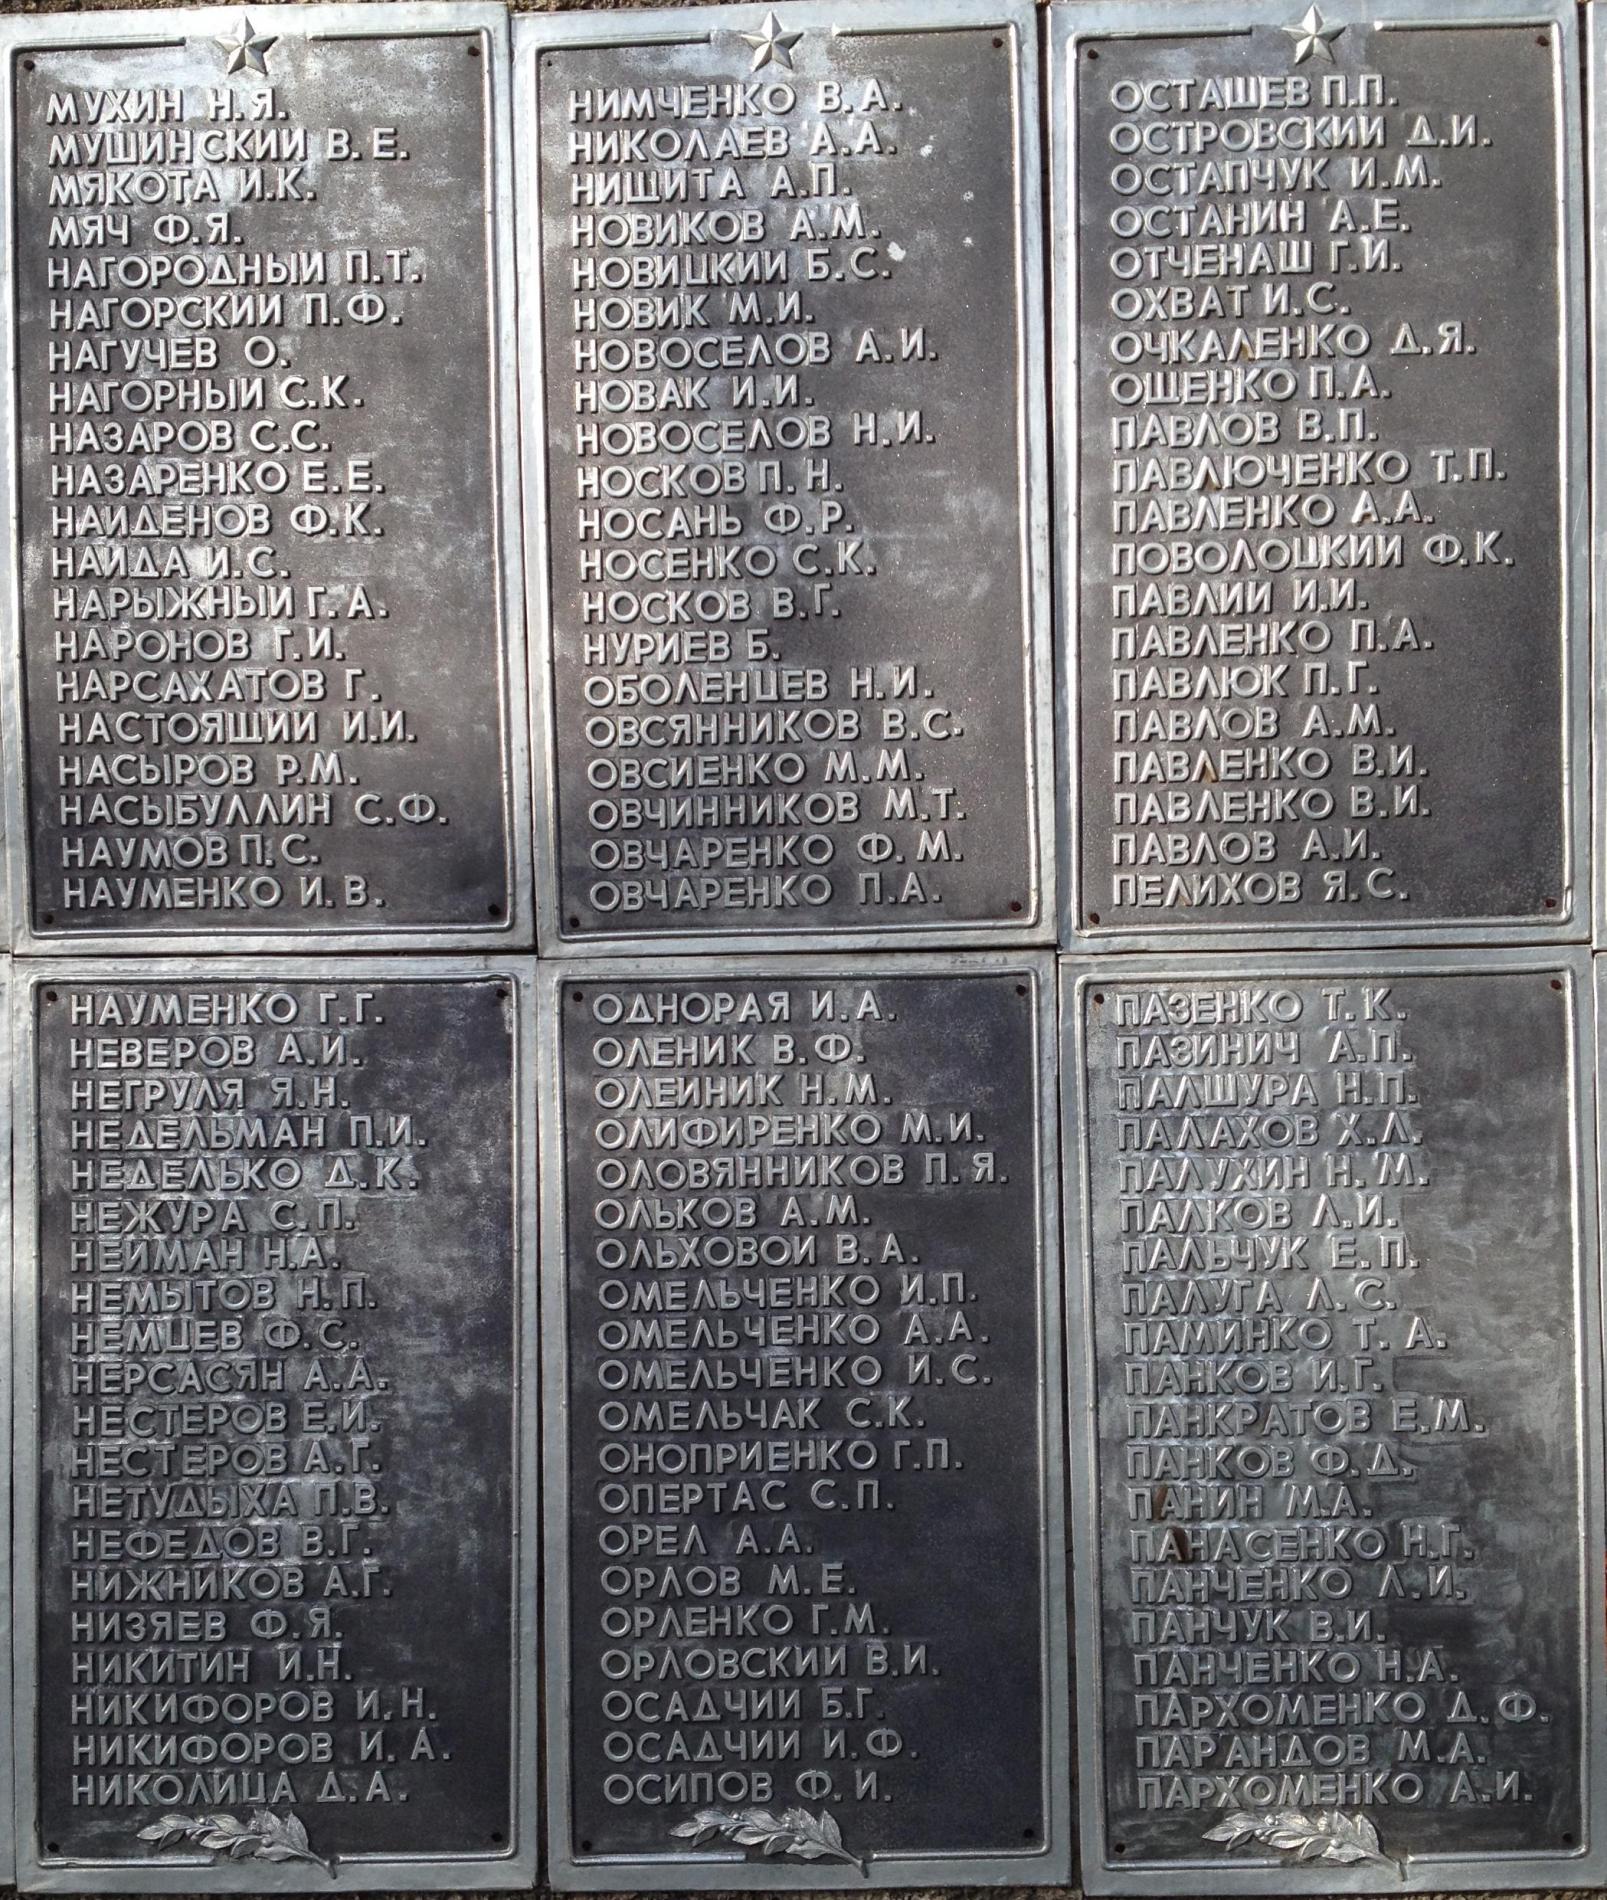 МУХИН Н.Я.
МУШИНСКИЙ В.Е.
МЯКОТА И.К.
МЯЧ Ф.Я.
НАГОРОДНЫЙ П.Т.
НАГОРСКИЙ П.Ф.
НАГУЧЕВ О.
НАГОРНЫЙ С.К.
НАЗАРОВ С.С.
НАЗАРЕНКО Е.Е.
НАЙДЕНОВ Ф.К.
НАЙДА И.С.
НАРЫЖНЫЙ Г.А.
НАРОНОВ Г.И.
НАРСАХАТОВ Г.
НАСТОЯЩИЙ И.И.
НАСЫРОВ Р.М.
НАСЫБУЛЛИН С.Ф.
НАУМОВ П.С.
НАУМЕНКО И.В.
НАУМЕНКО Г.Г.
НЕВЕРОВ А.И.
НЕГРУЛЯ Я.Н.
НЕДЕЛЬМАН П.И.
НЕДЕЛЬКО Д.К.
НЕЖУРА С.П.
НЕЙМАН Н.А.
НЕМЫТОВ Н.П.
НЕМЦЕВ Ф.С.
НЕРСАСЯН А.А.
НЕСТЕРОВ Е.И.
НЕСТЕРОВ А.Г.
НЕТУДЫХА П.В.
НЕФЕДОВ В.Г.
НИЖНИКОВ А.Г.
НИЗЯЕВ Ф.Я.
НИКИТИН И.Н.
НИКИФОРОВ И.Н.
НИКИФОРОВ И.А.
НИКОЛИЦА Д.А.
НИМЧЕНКО В.А.
НИКОЛАЕВ А.А.
НИЩИТА А.П.
НОВИКОВ А.М.
НОВИЦКИЙ Б.С.
НОВИК М.И.
НОВОСЕЛОВ А.И.
НОВАК И.И.
НОВОСЕЛОВ Н.И.
НОСКОВ П.Н.
НОСАНЬ Ф.Р.
НОСЕНКО С.К.
НОСКОВ В.Г.
НУРИЕВ Б.
ОБОЛЕНЦЕВ Н.И.
ОВСЯННИКОВ В.С.
ОВСИЕНКО М.М.
ОВЧИННИКОВ М.Т.
ОВЧАРЕНКО Ф.М.
ОВЧАРЕНКО П.А.
ОДНОРАЯ И.А.
ОЛЕНИК В.Ф.
ОЛЕЙНИК Н.М.
ОЛИФИРЕНКО М.И.
ОЛОВЯННИКОВ П.Я.
ОЛЬКОВ А.М.
ОЛЬХОВОЙ В.А.
ОМЕЛЬЧЕНКО И.П.
ОМЕЛЬЧЕНКО А.А.
ОМЕЛЬЧЕНКО И.С.
ОМЕЛЬЧАК С.К.
ОНОПРИЕНКО Г.П.
ОПЕРТАС С.П.
ОРЕЛ А.А.
ОРЛОВ М.Е.
ОРЛЕНКО Г.М.
ОРЛОВСКИЙ В.И.
ОСАДЧИЙ Б.Г.
ОСАДЧИЙ И.Ф.
ОСИПОВ Ф.И.
ОСТАШЕВ П.П.
ОСТРОВСКИЙ Д.И.
ОСТАПЧУК И.М.
ОСТАНИН А.Е.
ОТЧЕНАШ Г.И.
ОХВАТ И.С.
ОЧКАЛЕНКО Д.Я.
ОЩЕНКО П.А.
ПАВЛОВ В.П.
ПАВЛЮЧЕНКО Т.П.
ПАВЛЕНКО А.А.
ПОВОЛОЦКИЙ Ф.К.
ПАВЛИЙ И.И.
ПАВЛЕНКО П.А.
ПАВЛЮК П.Г.
ПАВЛОВ А.М.
ПАВЛЕНКО В.И.
ПАВЛЕНКО В.И.
ПАВЛОВ А.И.
ПЕЛИХОВ Я.С.
ПАЗЕНКО Т.К.
ПАЗИНИЧ А.П.
ПАЛШУРА Н.П.
ПАЛАХОВ Х.Л.
ПАЛУХИН Н.М.
ПАЛКОВ Л.И.
ПАЛЬЧУК Е.П.
ПАЛУГА Л.С.
ПАМИНКО Т.А.
ПАНКОВ И.Г.
ПАНКРАТОВ Е.М.
ПАНКОВ Ф.Д.
ПАНИН М.А.
ПАНАСЕНКО Н.Г.
ПАНЧЕНКО Л.И.
ПАНЧУК В.И.
ПАНЧЕНКО Н.А.
ПАРХОМЕНКО Д.Ф.
ПАРАНДОВ М.А.
ПАРХОМЕНКО А.И.